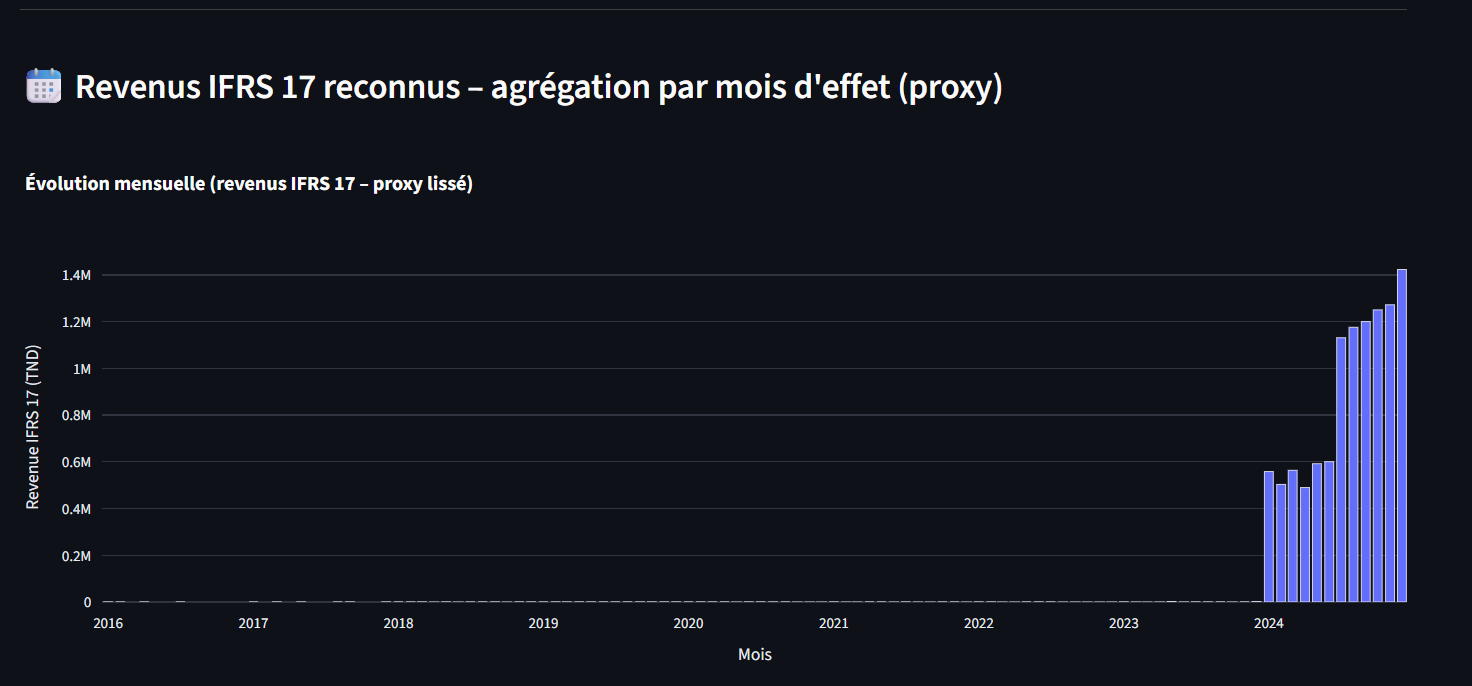 Revenus IFRS 17 reconnus – agrégation par mois d'effet (proxy)
Évolution mensuelle (revenus IFRS 17 – proxy lissé)
Revenue IFRS 17 (TND)
1.4M
1.2M
1M
0.8M
0.6M
0.4M
0.2M
0
2016 2017 2018 2019 2020 2021 2022 2023 2024
Mois